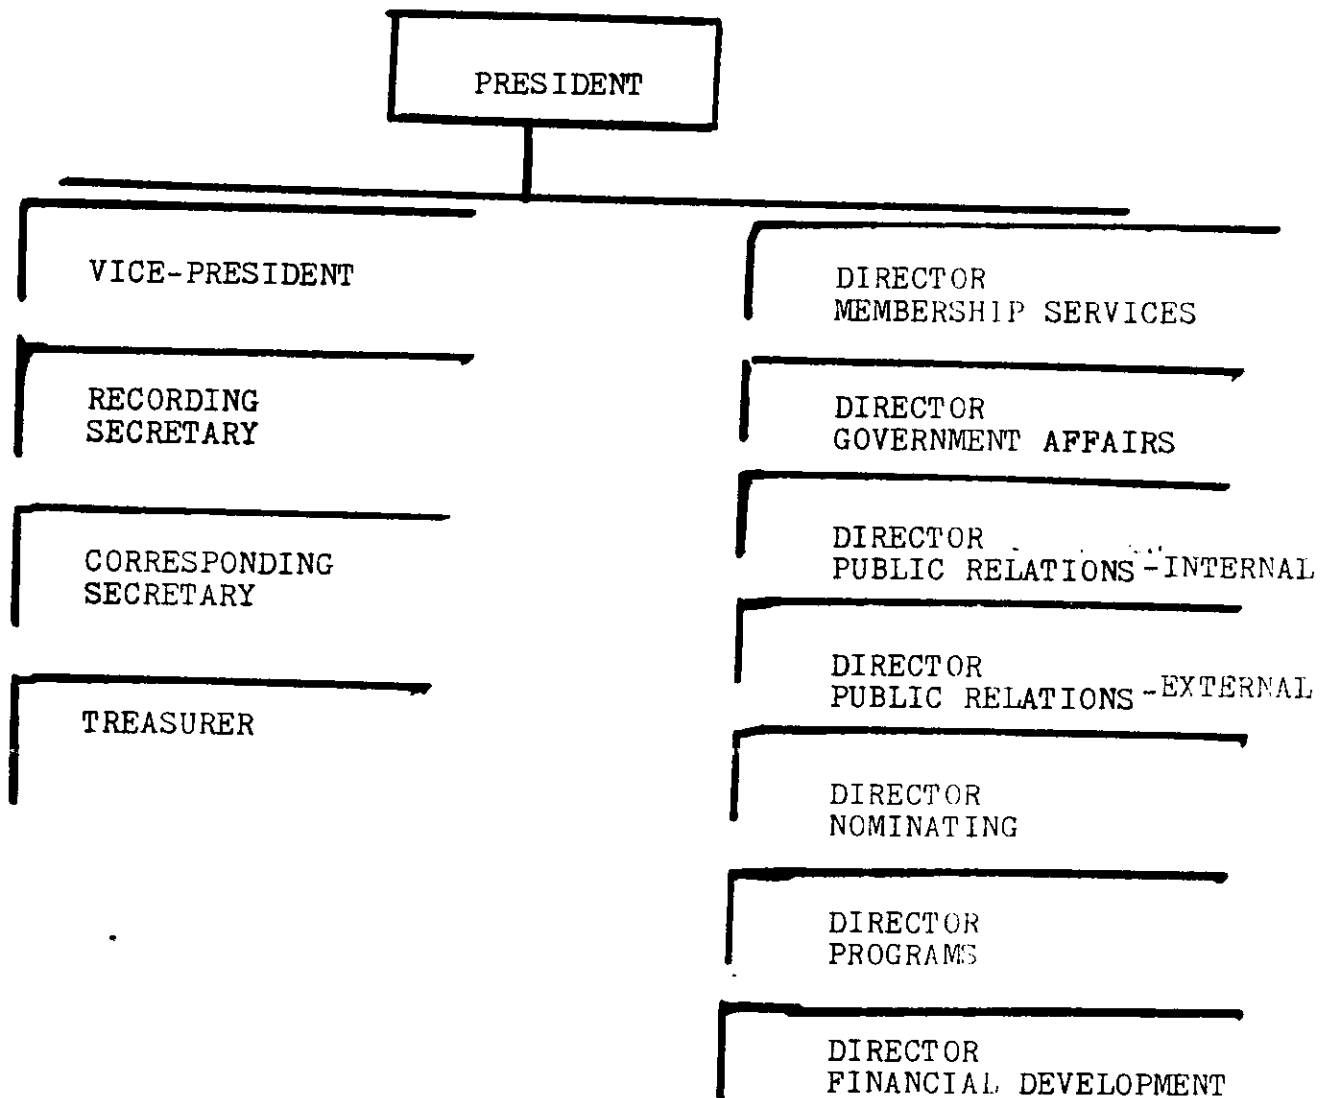 PRESIDENT
VICE-PRESIDENT
RECORDING
SECRETARY
CORRESPONDING
SECRETARY
TREASURER
DIRECTOR
MEMBERSHIP SERVICES
DIRECTOR
GOVERNMENT AFFAIRS
DIRECTOR
PUBLIC RELATIONS-INTERNAL
DIRECTOR
PUBLIC RELATIONS-EXTERNAL
DIRECTOR
NOMINATING
DIRECTOR
PROGRAMS
DIRECTOR
FINANCIAL DEVELOPMENT